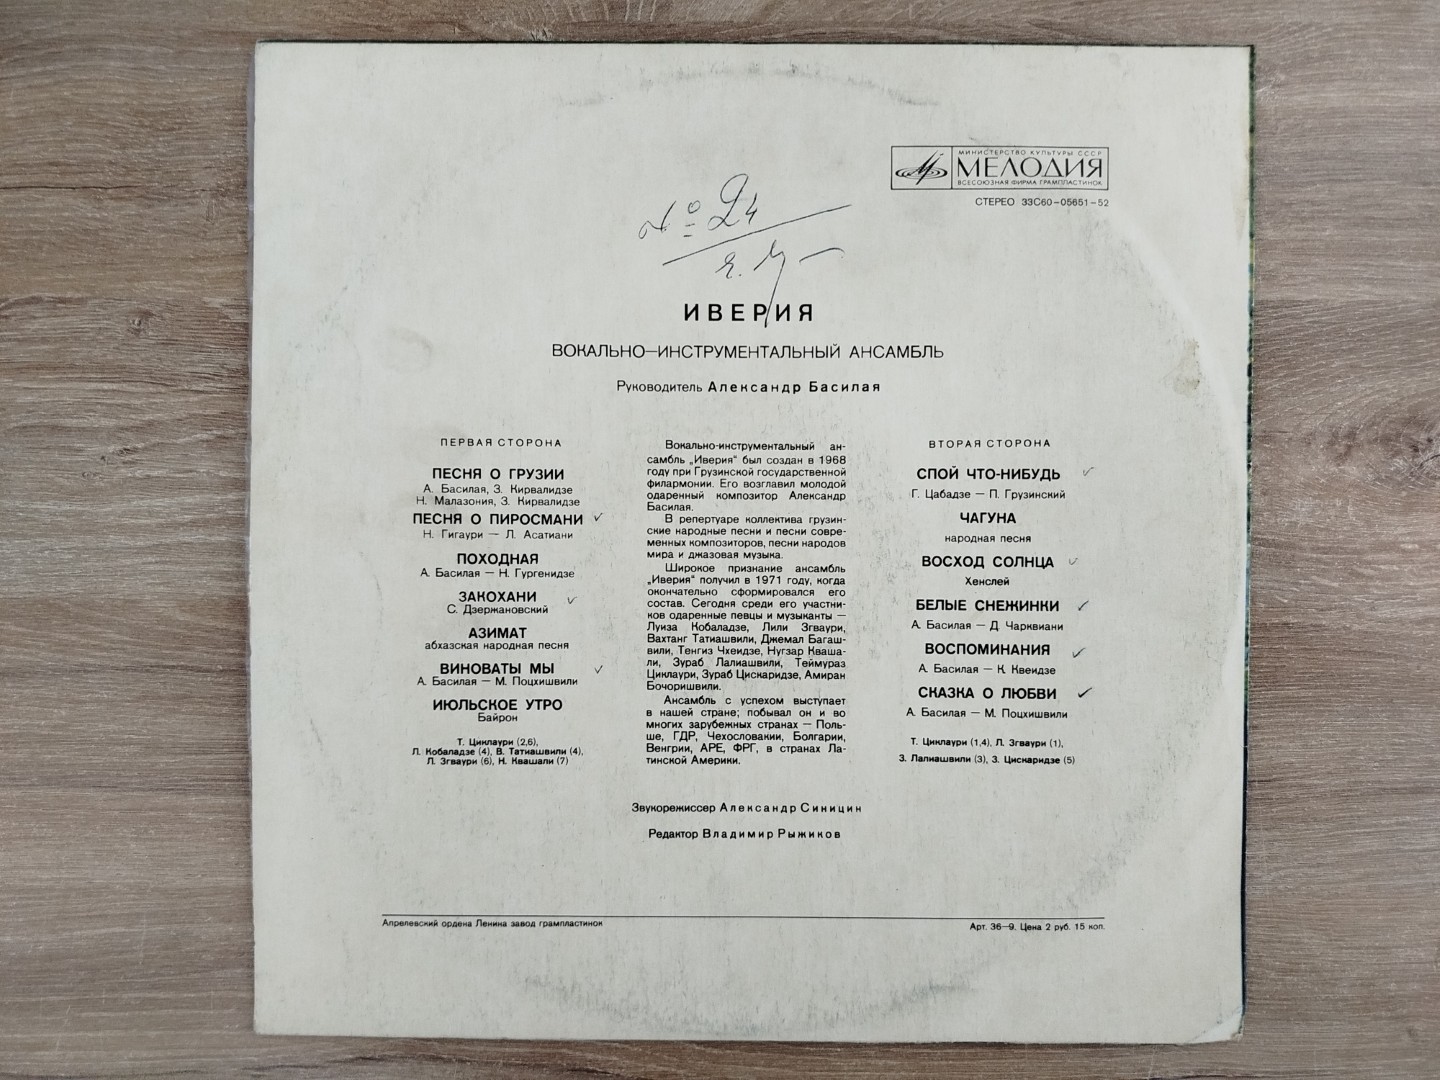 МИНИСТЕРСТВО КУЛЬТУРЫ СССР
МЕЛОДИЯ
ВСЕСОЮЗНАЯ ФИРМА ГРАМПЛАСТИНОК
СТЕРЕО 33С60-05651-52
№ 24
ИВЕРИЯ
ВОКАЛЬНО-ИНСТРУМЕНТАЛЬНЫЙ АНСАМБЛЬ
Руководитель Александр Басилая
ПЕРВАЯ СТОРОНА
ПЕСНЯ О ГРУЗИИ
А. Басилая, З. Кирвалидзе
Н. Малазония, З. Кирвалидзе
ПЕСНЯ О ПИРОСМАНИ
Н. Гигаури — Л. Асатиани
ПОХОДНАЯ
А. Басилая — Н. Гургенидзе
ЗАКОХАНИ
С. Дзержановский
АЗИМАТ
абхазская народная песня
ВИНОВАТЫ МЫ
А. Басилая — М. Поцхишвили
ИЮЛЬСКОЕ УТРО
Байрон
Т. Циклаури (2,6),
Л. Кобаладзе (4), В. Татиашвили (4),
Л. Згваури (6), Н. Квашали (7)
Вокально-инструментальный ан-
самбль „Иверия“ был создан в 1968
году при Грузинской государственной
филармонии. Его возглавил молодой
одаренный композитор Александр
Басилая.
В репертуаре коллектива грузин-
ские народные песни и песни совре-
менных композиторов, песни народов
мира и джазовая музыка.
Широкое признание ансамбль
„Иверия“ получил в 1971 году, когда
окончательно сформировался его
состав. Сегодня среди его участни-
ков одаренные певцы и музыканты —
Луиза Кобаладзе, Лили Згваури,
Вахтанг Татиашвили, Джемал Багаш-
вили, Тенгиз Чхеидзе, Нугзар Кваша-
ли, Зураб Лалиашвили, Теймураз
Циклаури, Зураб Цискаридзе, Амиран
Бочоришвили.
Ансамбль с успехом выступает
в нашей стране; побывал он и во
многих зарубежных странах — Поль-
ше, ГДР, Чехословакии, Болгарии,
Венгрии, АРЕ, ФРГ, в странах Ла-
тинской Америки.
ВТОРАЯ СТОРОНА
СПОЙ ЧТО-НИБУДЬ
Г. Цабадзе — П. Грузинский
ЧАГУНА
народная песня
ВОСХОД СОЛНЦА
Хенслей
БЕЛЫЕ СНЕЖИНКИ
А. Басилая — Д. Чарквиани
ВОСПОМИНАНИЯ
А. Басилая — К. Квеидзе
СКАЗКА О ЛЮБВИ
А. Басилая — М. Поцхишвили
Т. Циклаури (1,4), Л. Згваури (1),
З. Лалиашвили (3), З. Цискаридзе (5)
Звукорежиссер Александр Синицин
Редактор Владимир Рыжиков
Апрелевский ордена Ленина завод грампластинок
Арт. 36—9. Цена 2 руб. 15 коп.